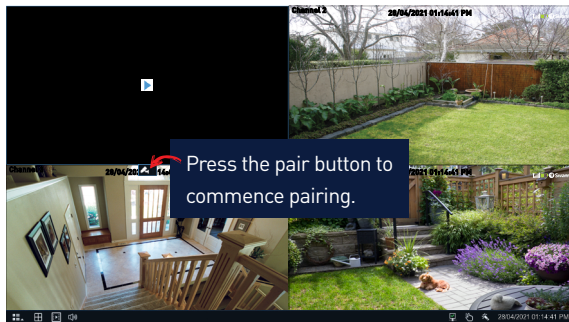 Channel 2
28/04/2021 01:14:41 PM
Press the pair button to
commence pairing.
28/04/2021 01:14:41 PM